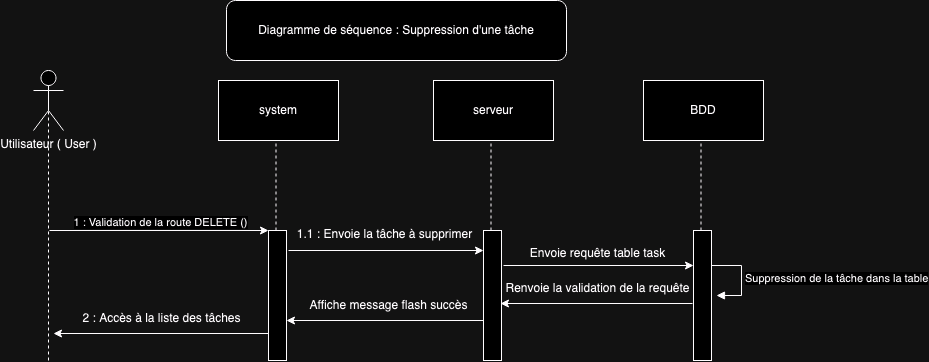 Diagramme de séquence : Suppression d'une tâche
system
serveur
BDD
Utilisateur ( User )
1 : Validation de la route DELETE ()
1.1 : Envoie la tâche à supprimer
Envoie requête table task
Suppression de la tâche dans la table
Renvoie la validation de la requête
Affiche message flash succès
2 : Accès à la liste des tâches